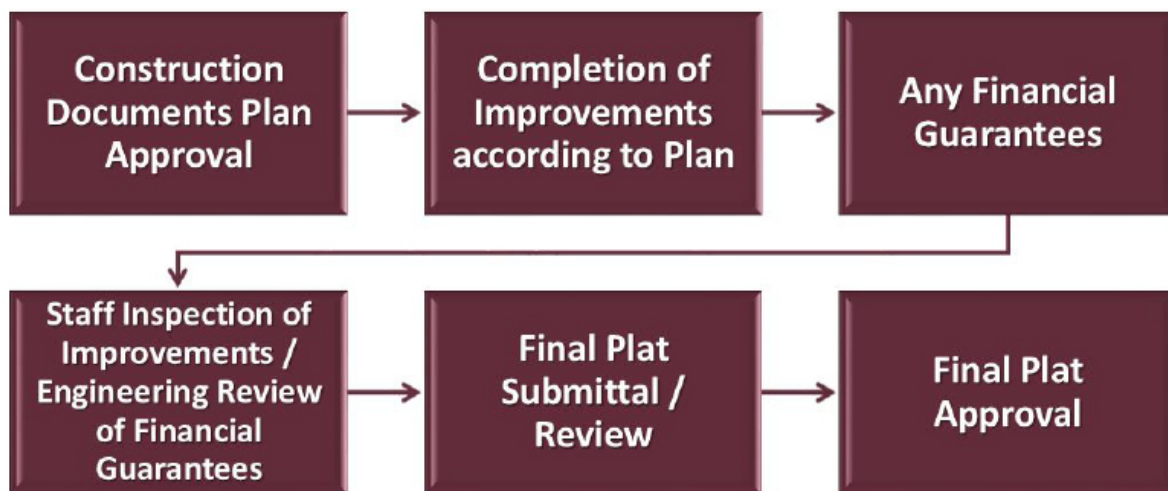 Construction
Documents Plan
Approval
Completion of
Improvements
according to Plan
Any Financial
Guarantees
Staff Inspection of
Improvements /
Engineering Review
of Financial
Guarantees
Final Plat
Submittal /
Review
Final Plat
Approval